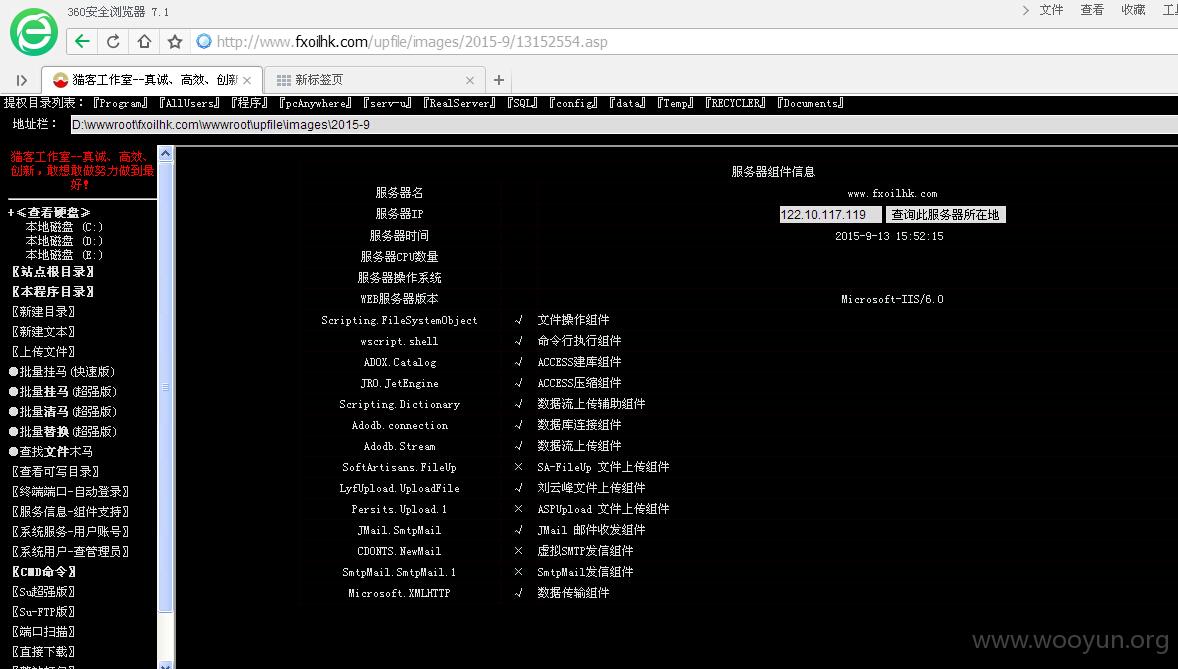 360安全浏览器 7.1
文件 查看 收藏 工具
http://www.fxoilhk.com/upfile/images/2015-9/13152554.asp
猫客工作室--真诚、高效、创新
新标签页
提权目录列表：『Program』『AllUsers』『程序』『pcAnywhere』『serv-u』『RealServer』『SQL』『config』『data』『Temp』『RECYCLER』『Documents』
地址栏： D:\wwwroot\fxoilhk.com\wwwroot\upfile\images\2015-9
猫客工作室--真诚、高效、
创新，敢想敢做努力做到最
好！
+≪查看硬盘≫
本地磁盘 (C:)
本地磁盘 (D:)
本地磁盘 (E:)
〖站点根目录〗
〖本程序目录〗
〖新建目录〗
〖新建文本〗
〖上传文件〗
●批量挂马(快速版)
●批量挂马(超强版)
●批量清马(超强版)
●批量替换(超强版)
●查找文件木马
〖查看可写目录〗
〖终端端口-自动登录〗
〖服务信息-组件支持〗
〖系统服务-用户账号〗
〖系统用户-查管理员〗
〖CMD命令〗
〖Su超强版〗
〖Su-FTP版〗
〖端口扫描〗
〖直接下载〗
服务器组件信息
服务器名 www.fxoilhk.com
服务器IP 122.10.117.119 查询此服务器所在地
服务器时间 2015-9-13 15:52:15
服务器CPU数量
服务器操作系统
WEB服务器版本 Microsoft-IIS/6.0
Scripting.FileSystemObject √ 文件操作组件
wscript.shell √ 命令行执行组件
ADOX.Catalog √ ACCESS建库组件
JRO.JetEngine √ ACCESS压缩组件
Scripting.Dictionary √ 数据流上传辅助组件
Adodb.connection √ 数据库连接组件
Adodb.Stream √ 数据流上传组件
SoftArtisans.FileUp × SA-FileUp 文件上传组件
LyfUpload.UploadFile √ 刘云峰文件上传组件
Persits.Upload.1 × ASPUpload 文件上传组件
JMail.SmtpMail √ JMail 邮件收发组件
CDONTS.NewMail × 虚拟SMTP发信组件
SmtpMail.SmtpMail.1 × SmtpMail发信组件
Microsoft.XMLHTTP √ 数据传输组件
www.wooyun.org